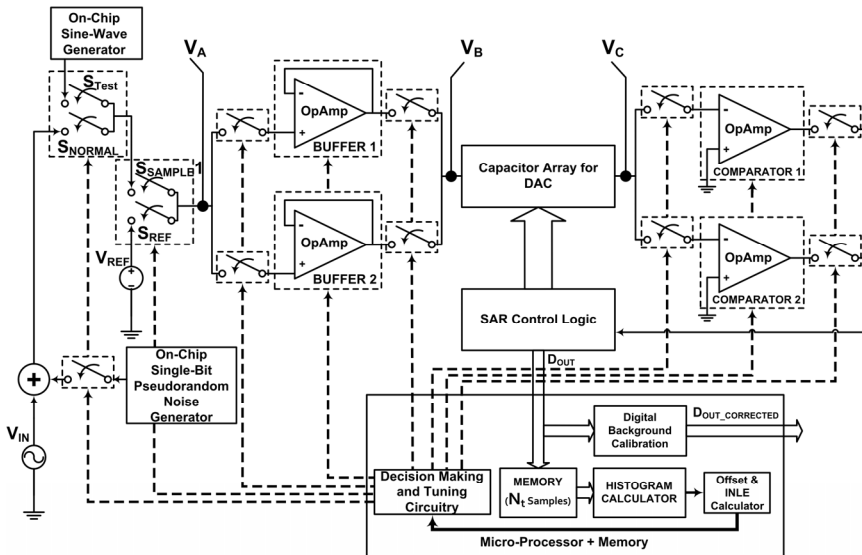 On-Chip
Sine-Wave
Generator
STest
SNORMAL
SSAMPLE1
SREF
VREF
VA
OpAmp
-
+
BUFFER 1
OpAmp
-
+
BUFFER 2
VB
Capacitor Array for
DAC
VC
-
+
OpAmp
COMPARATOR 1
-
+
OpAmp
COMPARATOR 2
SAR Control Logic
DOUT
+
-
+
VIN
On-Chip
Single-Bit
Pseudorandom
Noise
Generator
Decision Making
and Tuning
Circuitry
MEMORY
(Nt Samples)
HISTOGRAM
CALCULATOR
Offset &
INLE
Calculator
Digital
Background
Calibration
DOUT_CORRECTED
Micro-Processor + Memory